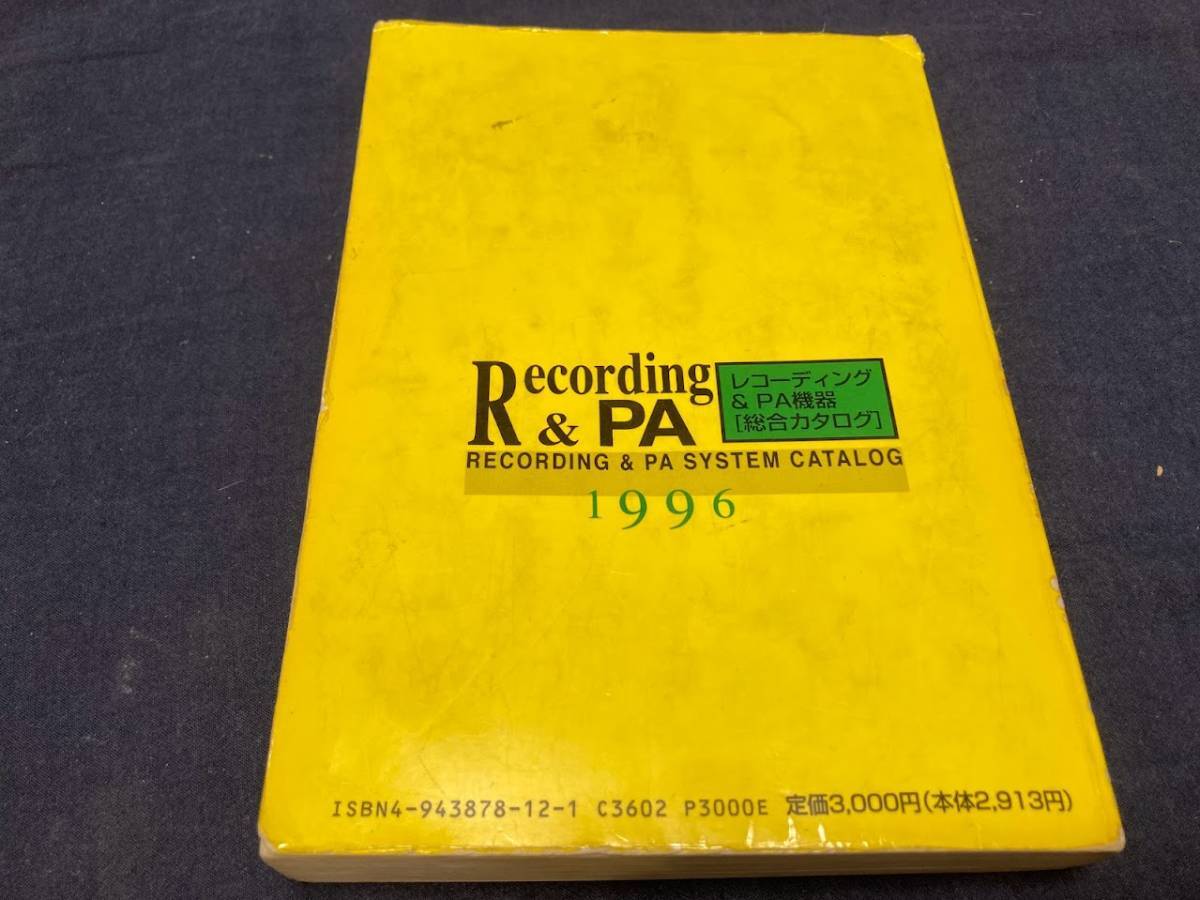 Recording
& PA
レコーディング
& PA機器
[総合カタログ]
RECORDING & PA SYSTEM CATALOG
1996
ISBN4-943878-12-1 C3602 P3000E 定価3,000円(本体2,913円)